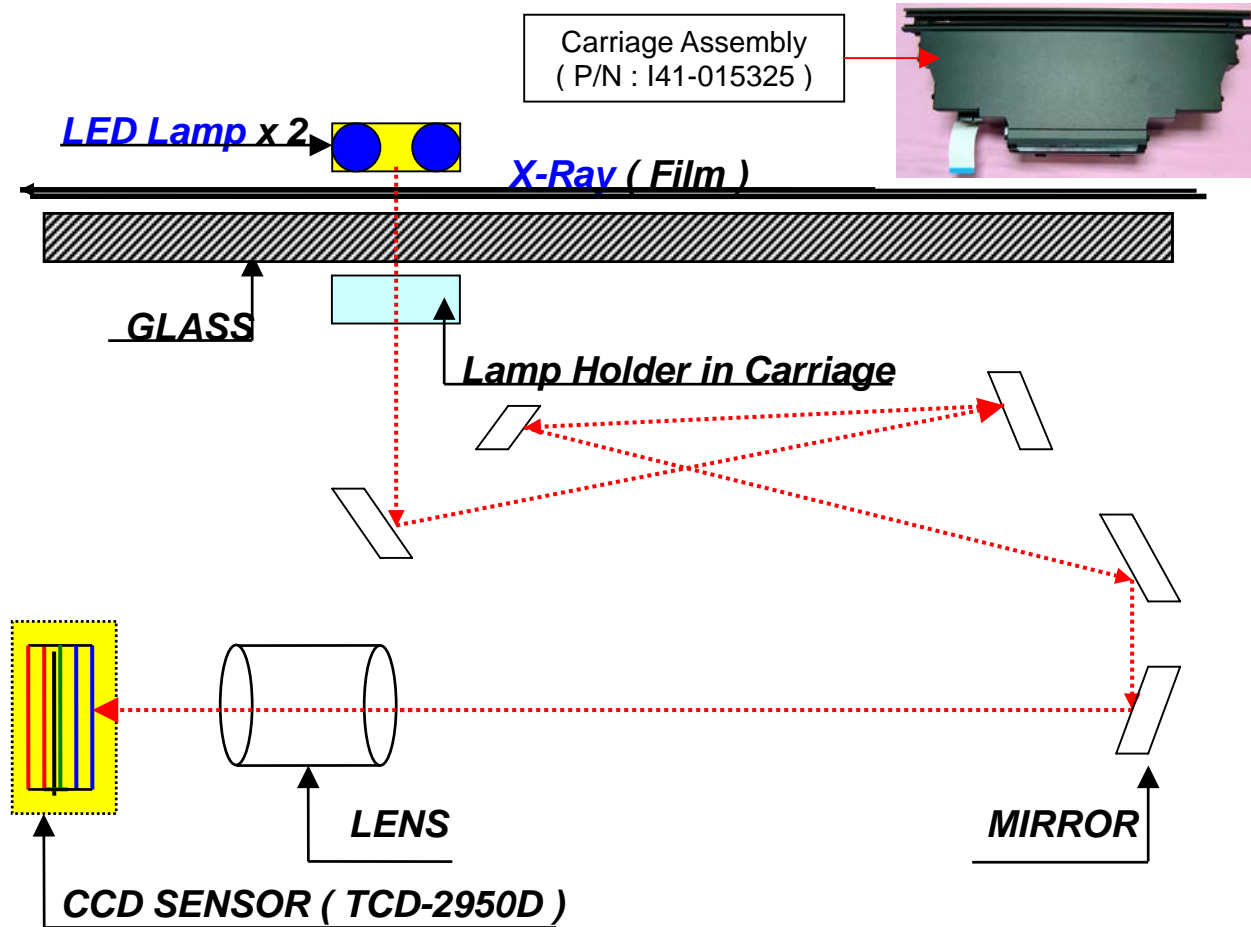 Carriage Assembly
( P/N : I41-015325 )
LED Lamp x 2
X-Ray ( Film )
GLASS
Lamp Holder in Carriage
LENS
MIRROR
CCD SENSOR ( TCD-2950D )